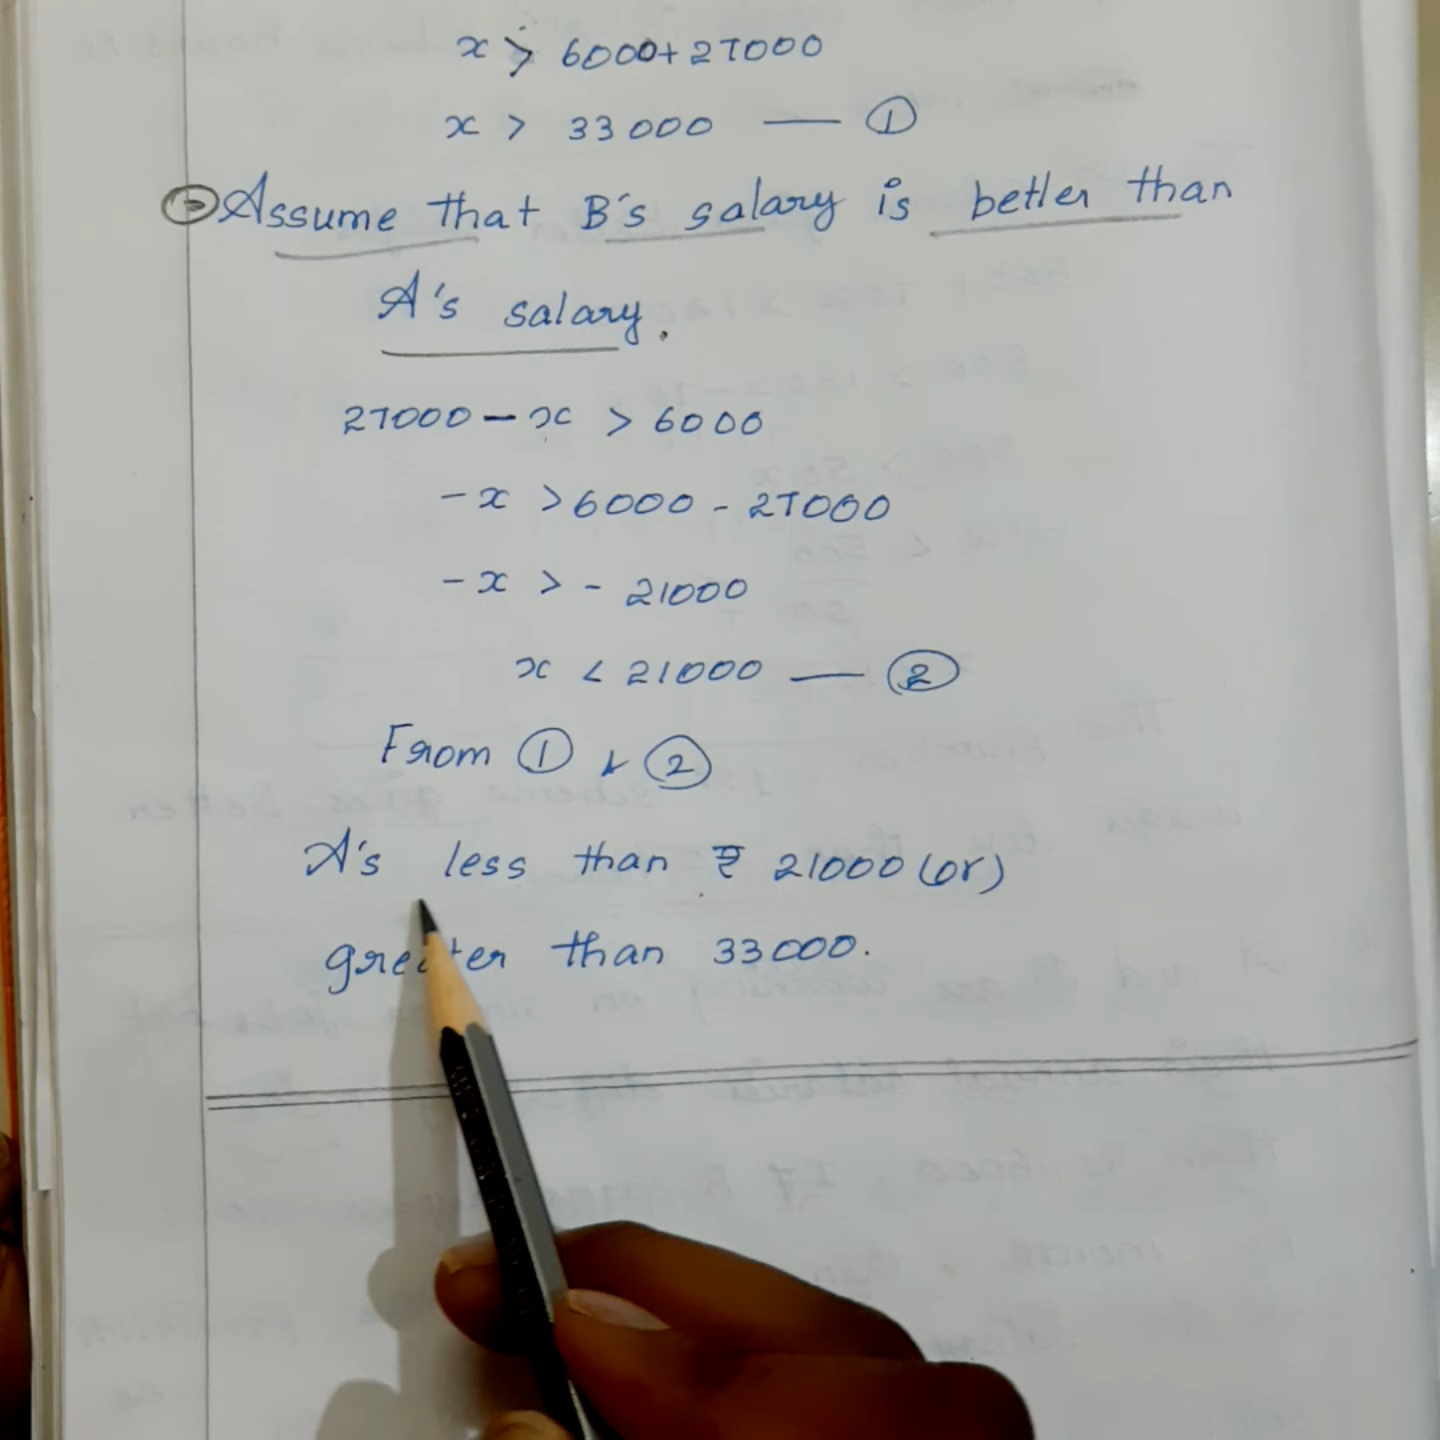 x > 6000+27000
x > 33000 — ①
Assume that B's salary is better than
A's salary.
27000 - x > 6000
-x > 6000 - 27000
-x > - 21000
x < 21000 — ②
From ① & ②
A's less than ₹ 21000 (or)
greater than 33000.